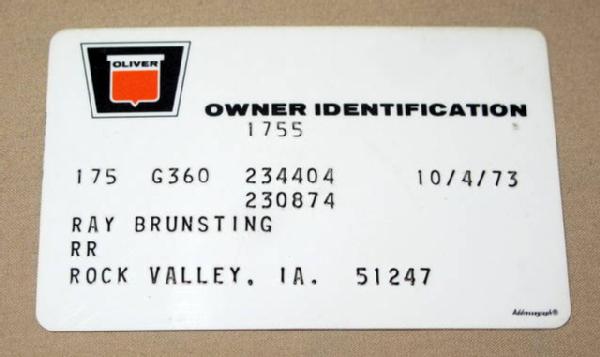 OLIVER
OWNER IDENTIFICATION
1755
175 G360 234404 10/4/73
230874
RAY BRUNSTING
RR
ROCK VALLEY, IA. 51247
Addressograph®